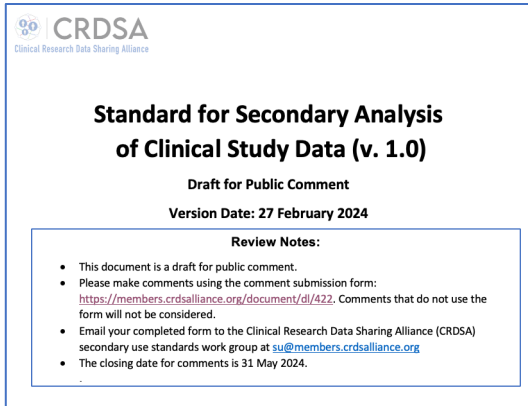 CRDSA
Clinical Research Data Sharing Alliance
Standard for Secondary Analysis
of Clinical Study Data (v. 1.0)
Draft for Public Comment
Version Date: 27 February 2024
Review Notes:
• This document is a draft for public comment.
• Please make comments using the comment submission form:
https://members.crdsalliance.org/document/dl/422. Comments that do not use the
form will not be considered.
• Email your completed form to the Clinical Research Data Sharing Alliance (CRDSA)
secondary use standards work group at su@members.crdsalliance.org
• The closing date for comments is 31 May 2024.
.